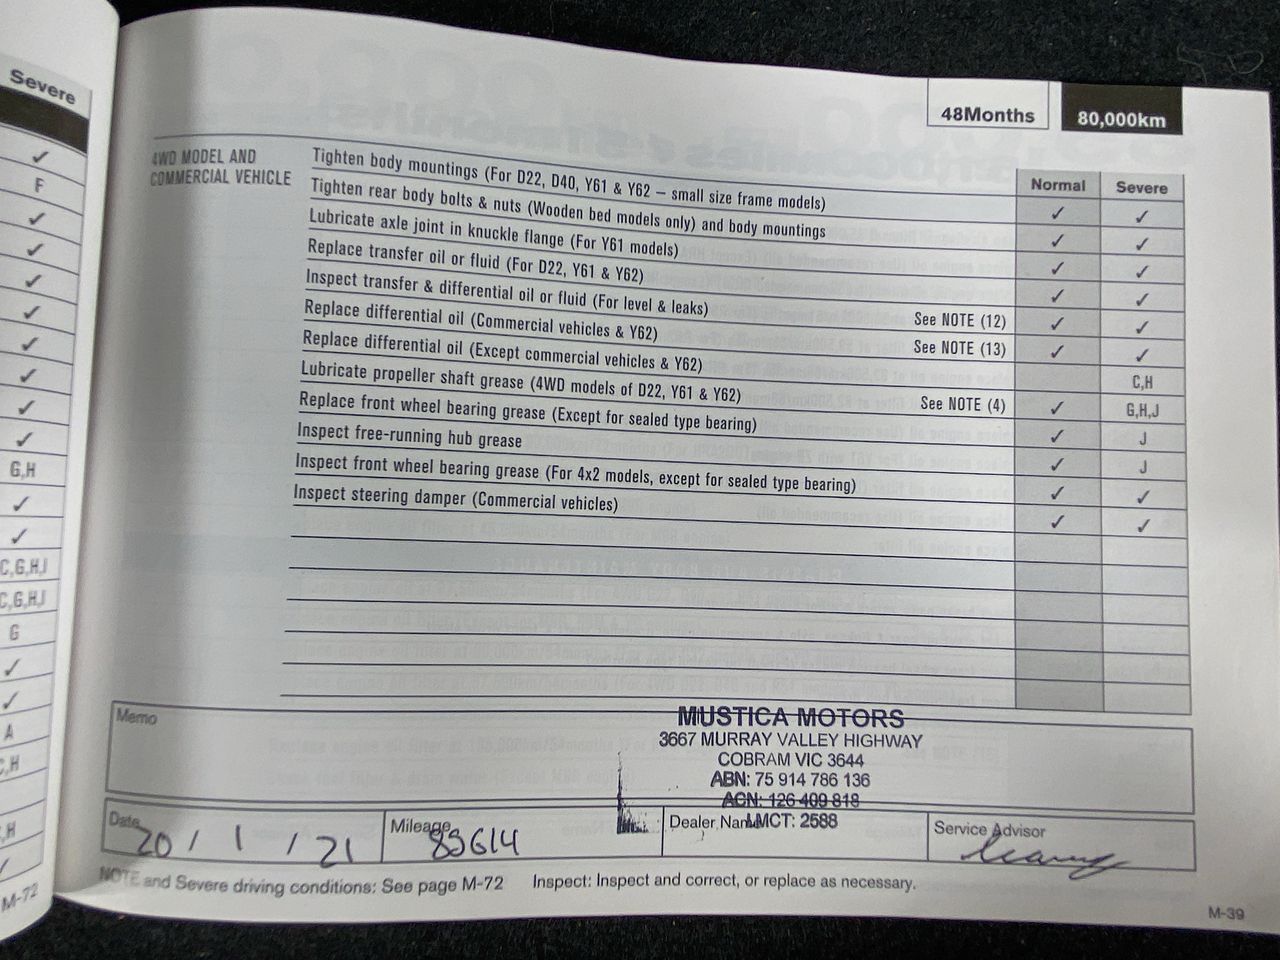 Severe
✓
F
✓
✓
✓
✓
✓
✓
✓
✓
G,H
✓
✓
C,G,H,I
C,G,H,I
G
✓
✓
A
C,H
,H
✓
M-72
48Months 80,000km
Normal Severe
4WD MODEL AND
COMMERCIAL VEHICLE
Tighten body mountings (For D22, D40, Y61 & Y62 – small size frame models) ✓ ✓
Tighten rear body bolts & nuts (Wooden bed models only) and body mountings ✓ ✓
Lubricate axle joint in knuckle flange (For Y61 models) ✓ ✓
Replace transfer oil or fluid (For D22, Y61 & Y62) ✓ ✓
Inspect transfer & differential oil or fluid (For level & leaks) See NOTE (12) ✓ ✓
Replace differential oil (Commercial vehicles & Y62) See NOTE (13) ✓ ✓
Replace differential oil (Except commercial vehicles & Y62) C,H
Lubricate propeller shaft grease (4WD models of D22, Y61 & Y62) See NOTE (4) ✓ G,H,J
Replace front wheel bearing grease (Except for sealed type bearing) ✓ J
Inspect free-running hub grease ✓ J
Inspect front wheel bearing grease (For 4x2 models, except for sealed type bearing) ✓ ✓
Inspect steering damper (Commercial vehicles) ✓ ✓
Memo
MUSTICA MOTORS
3667 MURRAY VALLEY HIGHWAY
COBRAM VIC 3644
ABN: 75 914 786 136
ACN: 126 409 818
LMCT: 2588
Date 20 / 1 / 21
Mileage 83614
Dealer Name
Service Advisor
NOTE and Severe driving conditions: See page M-72 Inspect: Inspect and correct, or replace as necessary.
M-39